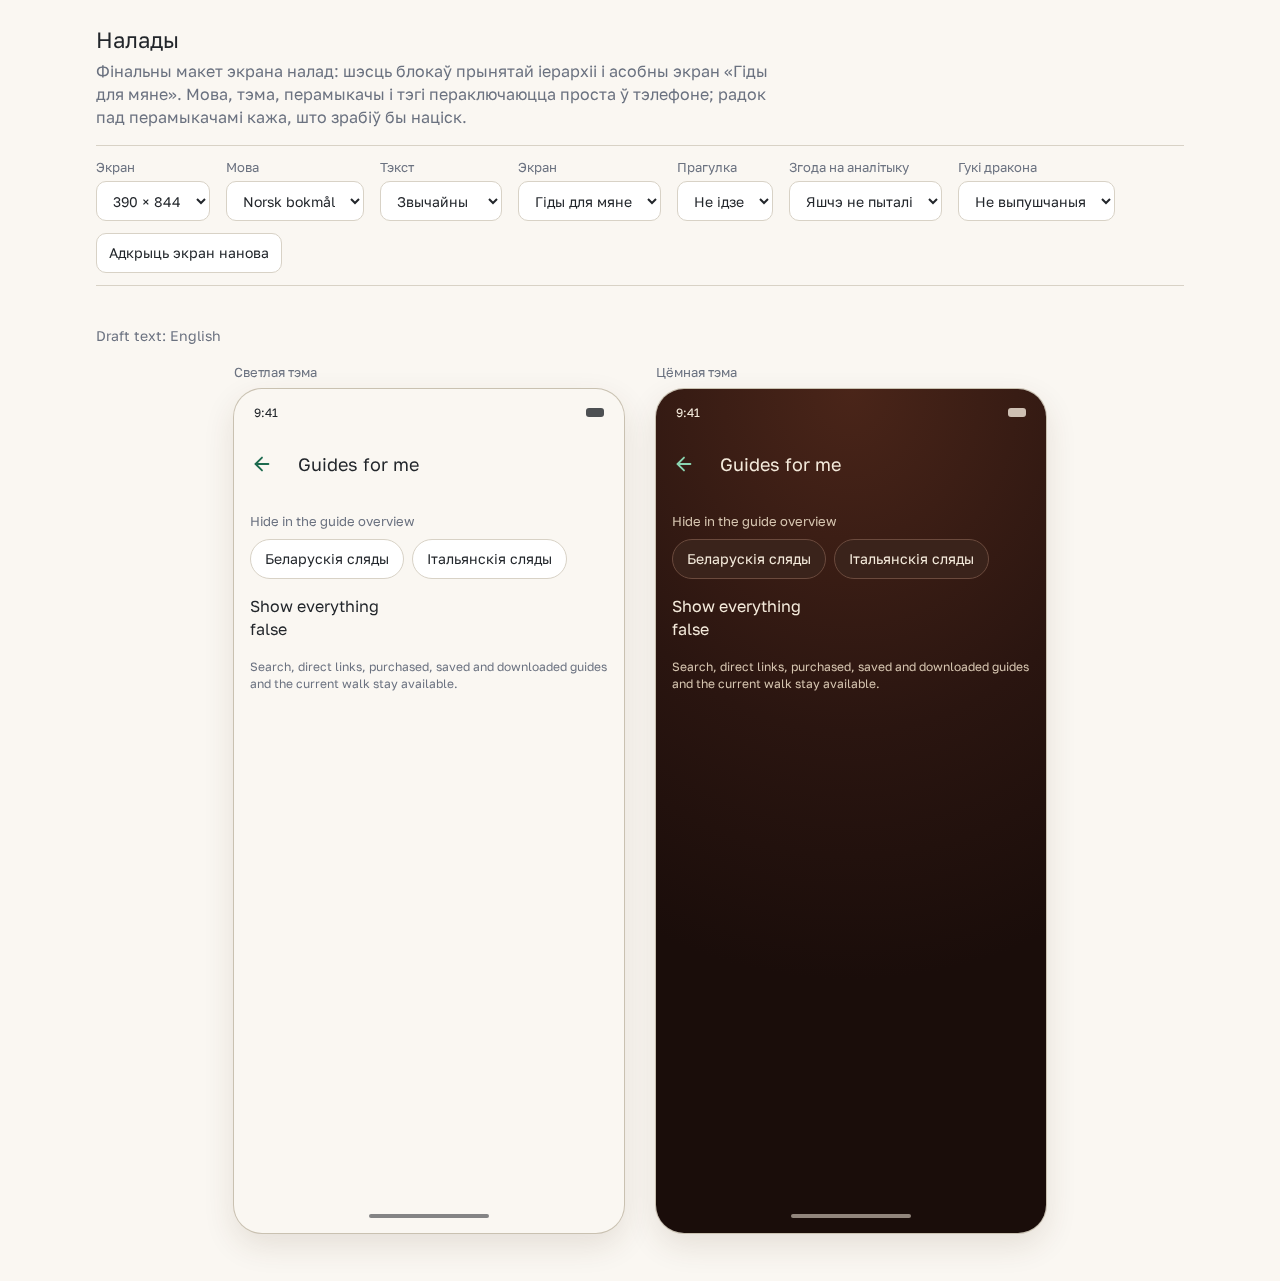 Налады
Фінальны макет экрана налад: шэсць блокаў прынятай іерархіі і асобны экран «Гіды
для мяне». Мова, тэма, перамыкачы і тэгі пераключаюцца проста ў тэлефоне; радок
пад перамыкачамі кажа, што зрабіў бы націск.
Экран Мова Тэкст Экран Прагулка Згода на аналітыку Гукі дракона
390 × 844 Norsk bokmål Звычайны Гіды для мяне Не ідзе Яшчэ не пыталі Не выпушчаныя
Адкрыць экран нанова
Draft text: English
Светлая тэма
9:41
Guides for me
Hide in the guide overview
Беларускія сляды Італьянскія сляды
Show everything
false
Search, direct links, purchased, saved and downloaded guides
and the current walk stay available.
Цёмная тэма
9:41
Guides for me
Hide in the guide overview
Беларускія сляды Італьянскія сляды
Show everything
false
Search, direct links, purchased, saved and downloaded guides
and the current walk stay available.